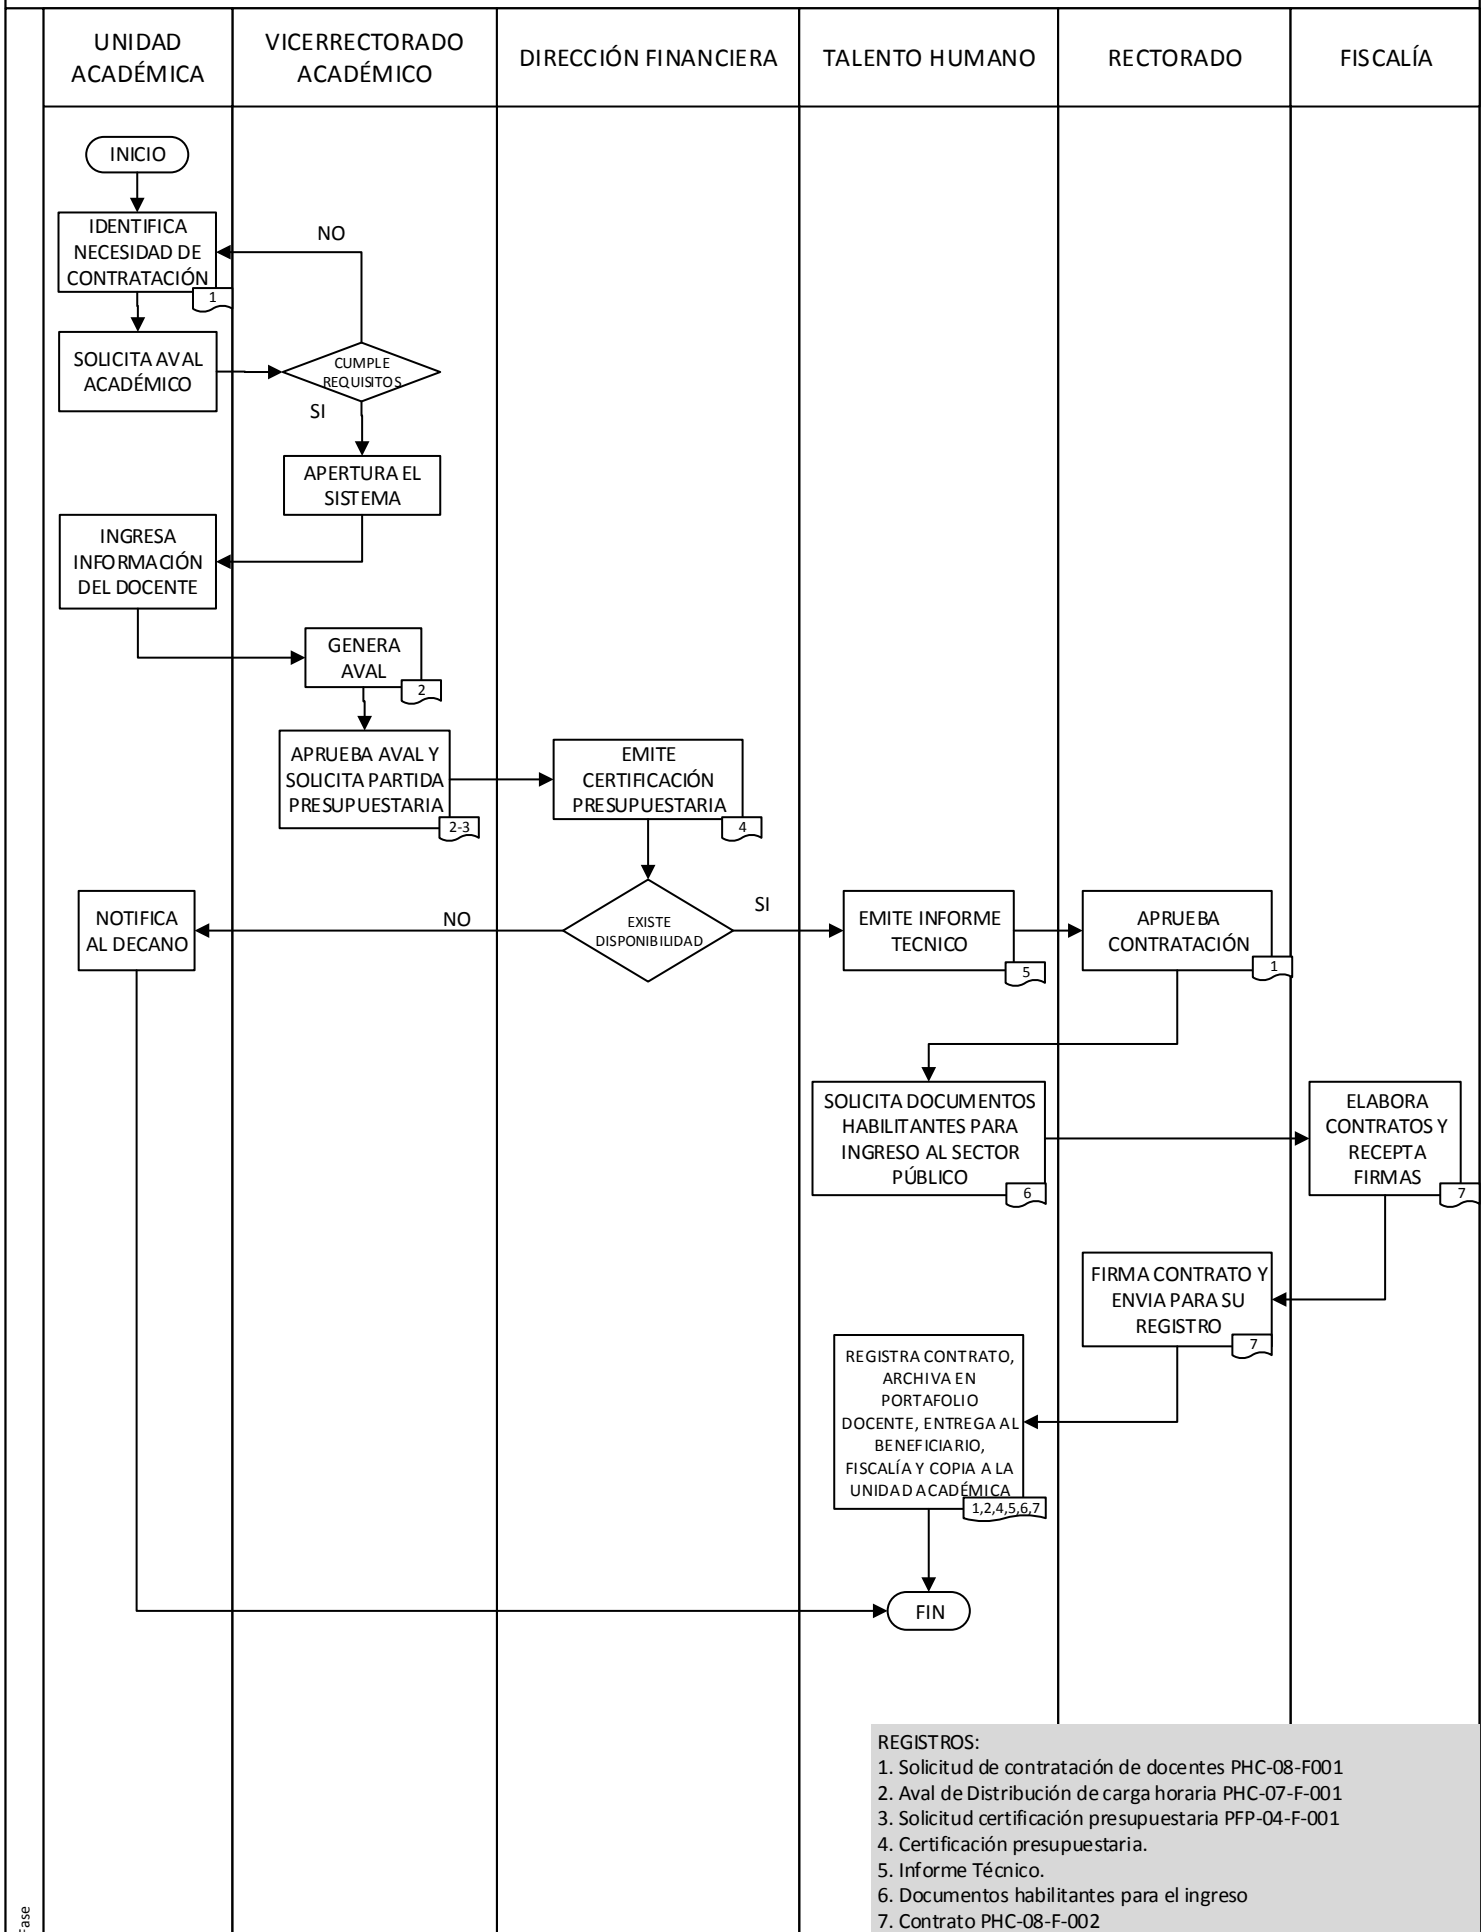 UNIDAD
ACADÉMICA
VICERRECTORADO
ACADÉMICO
DIRECCIÓN FINANCIERA
TALENTO HUMANO
RECTORADO
FISCALÍA
INICIO
IDENTIFICA
NECESIDAD DE
CONTRATACIÓN
1
NO
SOLICITA AVAL
ACADÉMICO
CUMPLE
REQUISITOS
SI
APERTURA EL
SISTEMA
INGRESA
INFORMACIÓN
DEL DOCENTE
GENERA
AVAL
2
APRUEBA AVAL Y
SOLICITA PARTIDA
PRESUPUESTARIA
2-3
EMITE
CERTIFICACIÓN
PRESUPUESTARIA
4
NOTIFICA
AL DECANO
NO
EXISTE
DISPONIBILIDAD
SI
EMITE INFORME
TECNICO
5
APRUEBA
CONTRATACIÓN
1
SOLICITA DOCUMENTOS
HABILITANTES PARA
INGRESO AL SECTOR
PÚBLICO
6
ELABORA
CONTRATOS Y
RECEPTA
FIRMAS
7
FIRMA CONTRATO Y
ENVIA PARA SU
REGISTRO
7
REGISTRA CONTRATO,
ARCHIVA EN
PORTAFOLIO
DOCENTE, ENTREGA AL
BENEFICIARIO,
FISCALÍA Y COPIA A LA
UNIDAD ACADÉMICA
1,2,4,5,6,7
FIN
REGISTROS:
1. Solicitud de contratación de docentes PHC-08-F001
2. Aval de Distribución de carga horaria PHC-07-F-001
3. Solicitud certificación presupuestaria PFP-04-F-001
4. Certificación presupuestaria.
5. Informe Técnico.
6. Documentos habilitantes para el ingreso
7. Contrato PHC-08-F-002
Fase